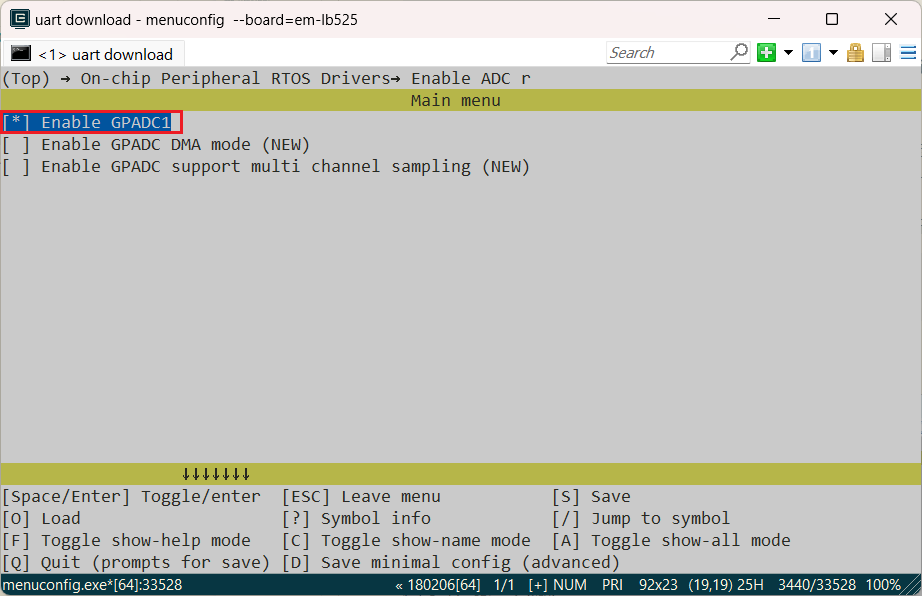 uart download - menuconfig  --board=em-lb525
<1> uart download
Search
(Top) → On-chip Peripheral RTOS Drivers→ Enable ADC r
Main menu
[*] Enable GPADC1
[ ] Enable GPADC DMA mode (NEW)
[ ] Enable GPADC support multi channel sampling (NEW)
↓↓↓↓↓↓↓
[Space/Enter] Toggle/enter  [ESC] Leave menu           [S] Save
[O] Load                    [?] Symbol info            [/] Jump to symbol
[F] Toggle show-help mode   [C] Toggle show-name mode  [A] Toggle show-all mode
[Q] Quit (prompts for save) [D] Save minimal config (advanced)
menuconfig.exe*[64]:33528 « 180206[64] 1/1 [+] NUM PRI 92x23 (19,19) 25H 3440/33528 100%